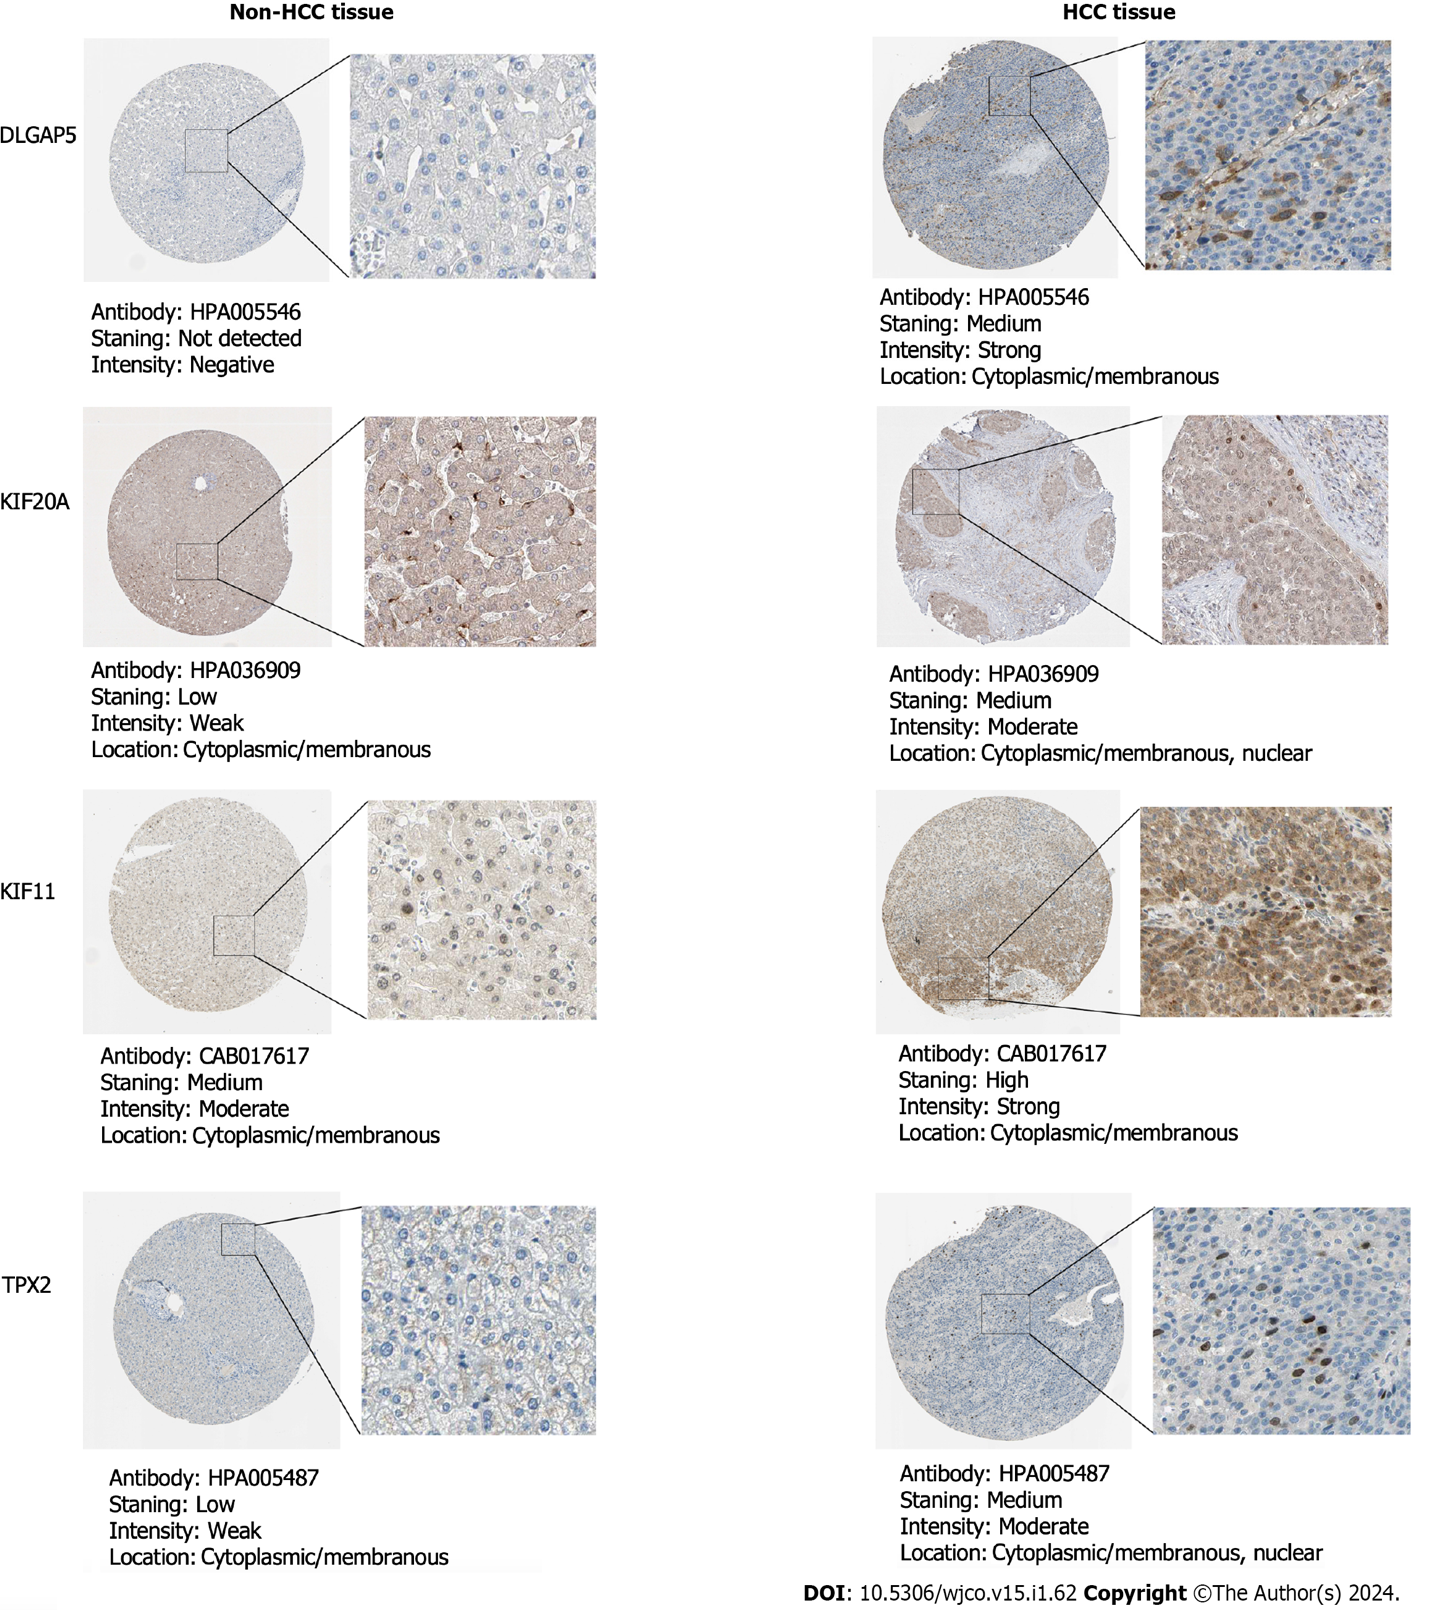 Non-HCC tissue
HCC tissue
DLGAP5
Antibody: HPA005546
Staning: Not detected
Intensity: Negative
Antibody: HPA005546
Staning: Medium
Intensity: Strong
Location: Cytoplasmic/membranous
KIF20A
Antibody: HPA036909
Staning: Low
Intensity: Weak
Location: Cytoplasmic/membranous
Antibody: HPA036909
Staning: Medium
Intensity: Moderate
Location: Cytoplasmic/membranous, nuclear
KIF11
Antibody: CAB017617
Staning: Medium
Intensity: Moderate
Location: Cytoplasmic/membranous
Antibody: CAB017617
Staning: High
Intensity: Strong
Location: Cytoplasmic/membranous
TPX2
Antibody: HPA005487
Staning: Low
Intensity: Weak
Location: Cytoplasmic/membranous
Antibody: HPA005487
Staning: Medium
Intensity: Moderate
Location: Cytoplasmic/membranous, nuclear
DOI: 10.5306/wjco.v15.i1.62 Copyright ©The Author(s) 2024.